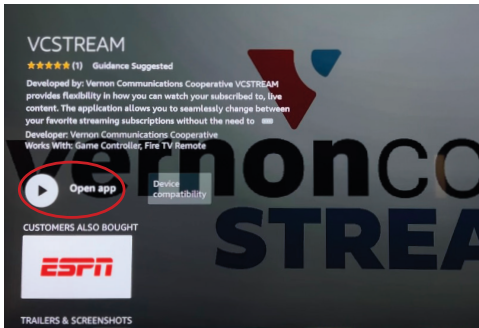 VCSTREAM
(1) Guidance Suggested
Developed by: Vernon Communications Cooperative VCSTREAM
provides flexibility in how you can watch your subscribed to, live
content. The application allows you to seamlessly change between
your favorite streaming subscriptions without the need to
Developer: Vernon Communications Cooperative
Works With: Game Controller, Fire TV Remote
vernonco
STREA
Open app
Device
compatibility
CUSTOMERS ALSO BOUGHT
ESPN
TRAILERS & SCREENSHOTS